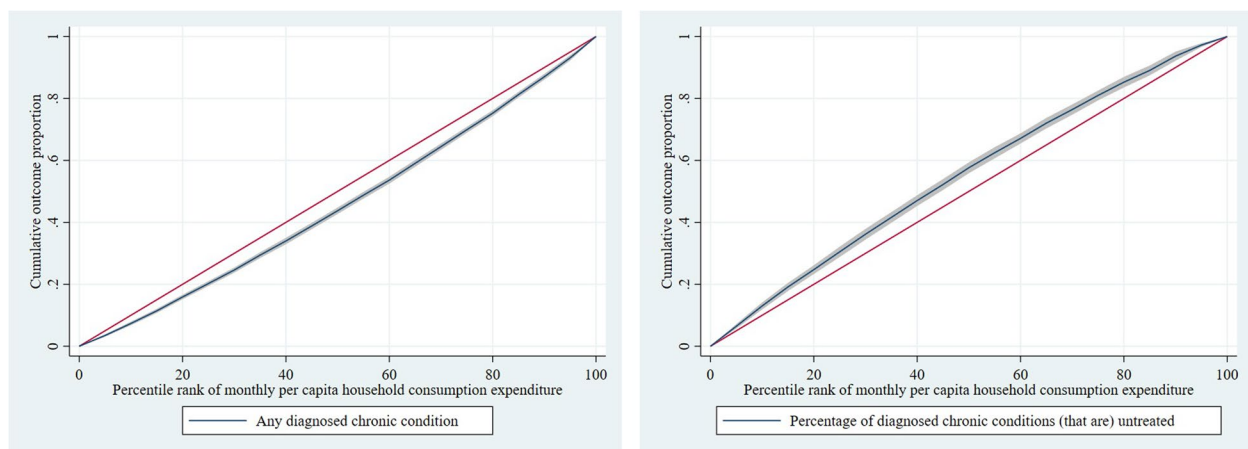 Cumulative outcome proportion
1
.8
.6
.4
.2
0
0 20 40 60 80 100
Percentile rank of monthly per capita household consumption expenditure
Any diagnosed chronic condition
Cumulative outcome proportion
1
.8
.6
.4
.2
0
0 20 40 60 80 100
Percentile rank of monthly per capita household consumption expenditure
Percentage of diagnosed chronic conditions (that are) untreated